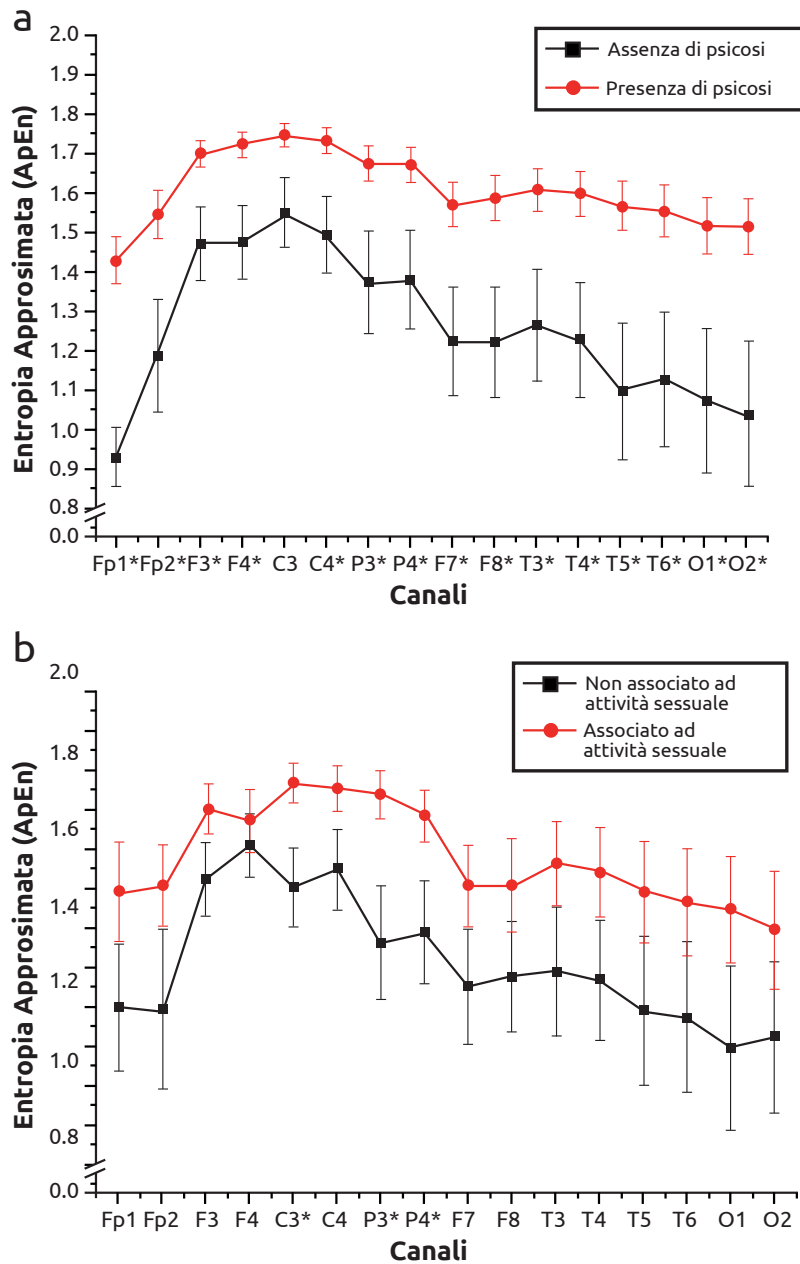 a
Assenza di psicosi
Presenza di psicosi
Entropia Approsimata (ApEn)
2.0
1.9
1.8
1.7
1.6
1.5
1.4
1.3
1.2
1.1
1.0
0.9
0.8
0.0
Fp1* Fp2* F3* F4* C3 C4* P3* P4* F7* F8* T3* T4* T5* T6* O1* O2*
Canali
b
Non associato ad
attività sessuale
Associato ad
attività sessuale
Entropia Approsimata (ApEn)
2.0
1.8
1.6
1.4
1.2
1.0
0.8
0.0
Fp1 Fp2 F3 F4 C3* C4 P3* P4* F7 F8 T3 T4 T5 T6 O1 O2
Canali